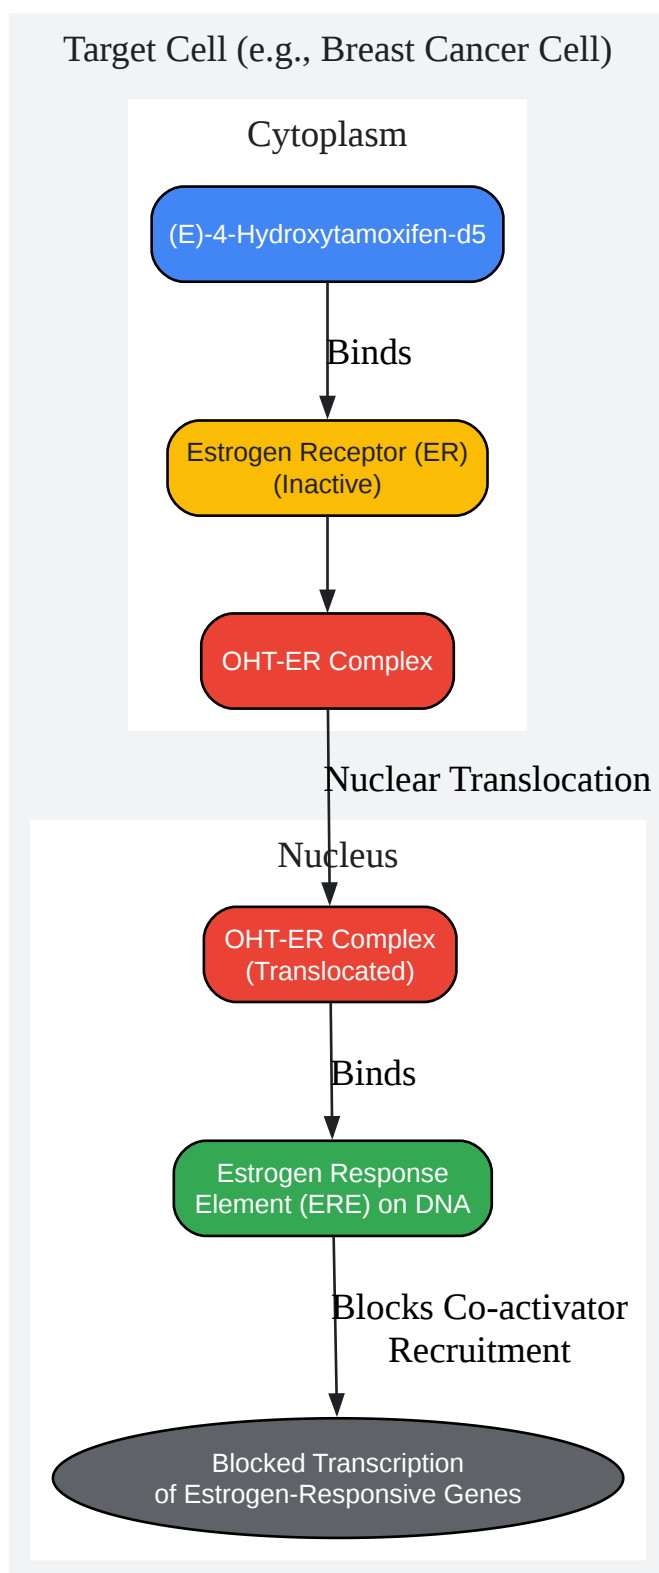 Target Cell (e.g., Breast Cancer Cell)
Cytoplasm
(E)-4-Hydroxytamoxifen-d5
Binds
Estrogen Receptor (ER)
(Inactive)
OHT-ER Complex
Nuclear Translocation
Nucleus
OHT-ER Complex
(Translocated)
Binds
Estrogen Response
Element (ERE) on DNA
Blocks Co-activator
Recruitment
Blocked Transcription
of Estrogen-Responsive Genes